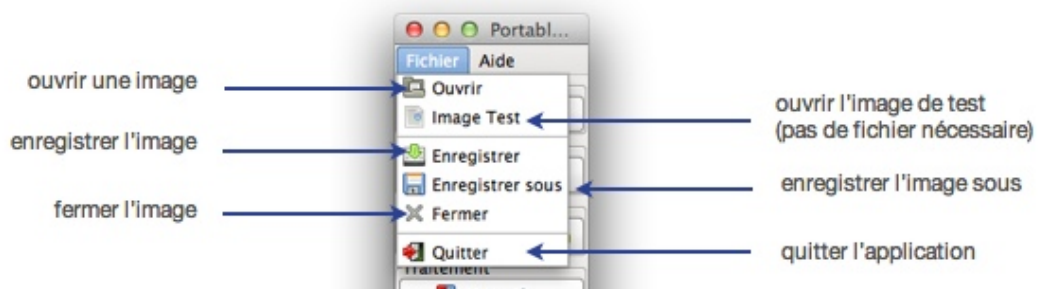 Portabl...
Fichier Aide
ouvrir une image
Ouvrir
Image Test
ouvrir l'image de test
(pas de fichier nécessaire)
enregistrer l'image
Enregistrer
Enregistrer sous
enregistrer l'image sous
fermer l'image
Fermer
Quitter
quitter l'application
Traitement